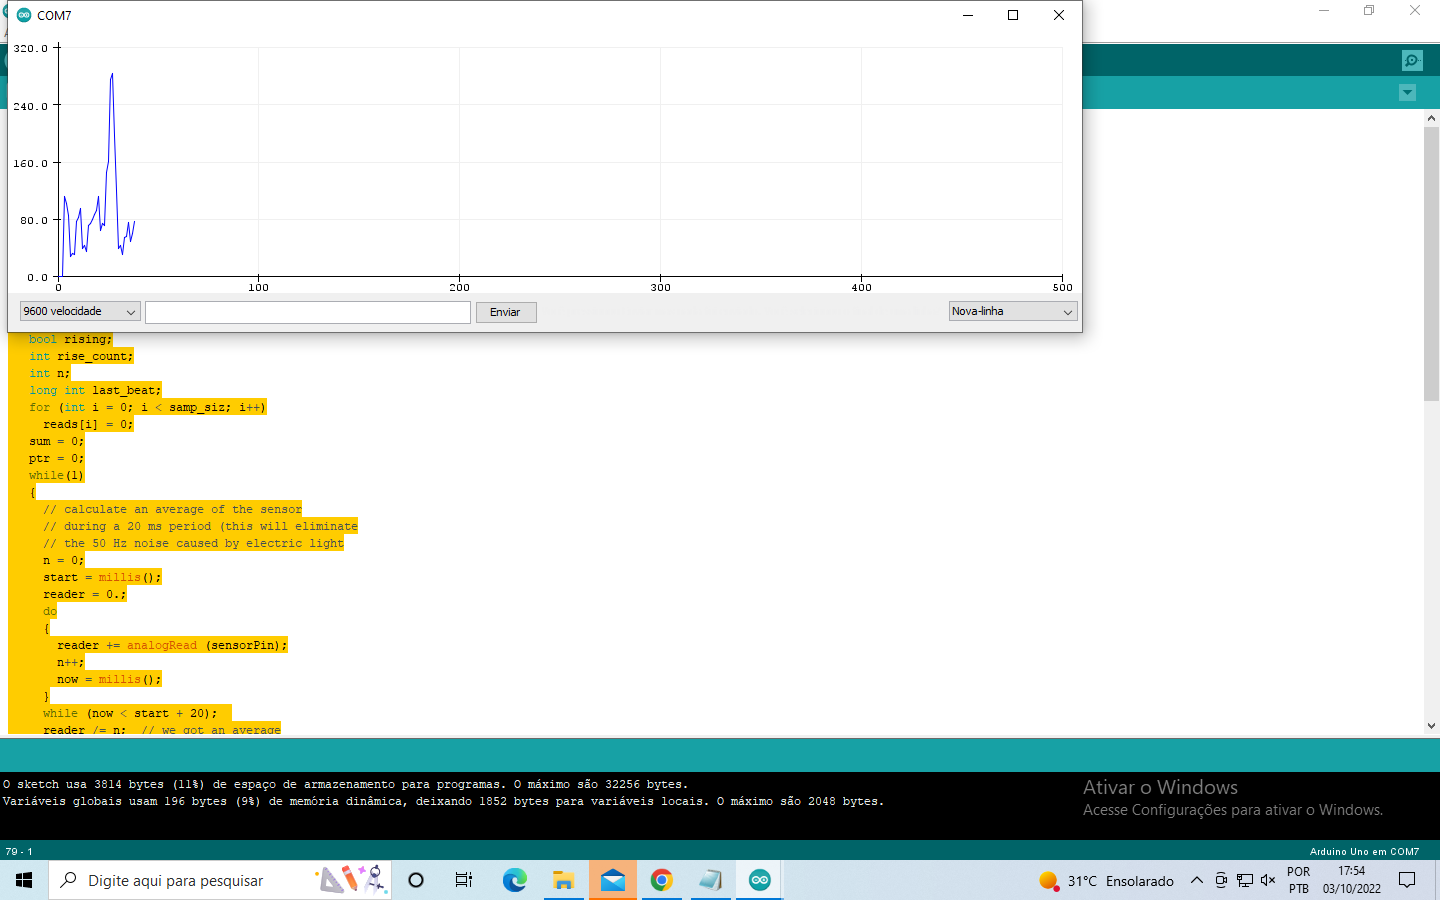 COM7
320.0
240.0
160.0
80.0
0.0
0 100 200 300 400 500
9600 velocidade Enviar Nova-linha
bool rising;
int rise_count;
int n;
long int last_beat;
for (int i = 0; i < samp_siz; i++)
reads[i] = 0;
sum = 0;
ptr = 0;
while(1)
{
// calculate an average of the sensor
// during a 20 ms period (this will eliminate
// the 50 Hz noise caused by electric light
n = 0;
start = millis();
reader = 0.;
do
{
reader += analogRead (sensorPin);
n++;
now = millis();
}
while (now < start + 20);
reader /= n;  // we got an average
O sketch usa 3814 bytes (11%) de espaço de armazenamento para programas. O máximo são 32256 bytes.
Variáveis globais usam 196 bytes (9%) de memória dinâmica, deixando 1852 bytes para variáveis locais. O máximo são 2048 bytes.
Ativar o Windows
Acesse Configurações para ativar o Windows.
79 - 1 Arduino Uno em COM7
Digite aqui para pesquisar
31°C Ensolarado
POR
PTB
17:54
03/10/2022